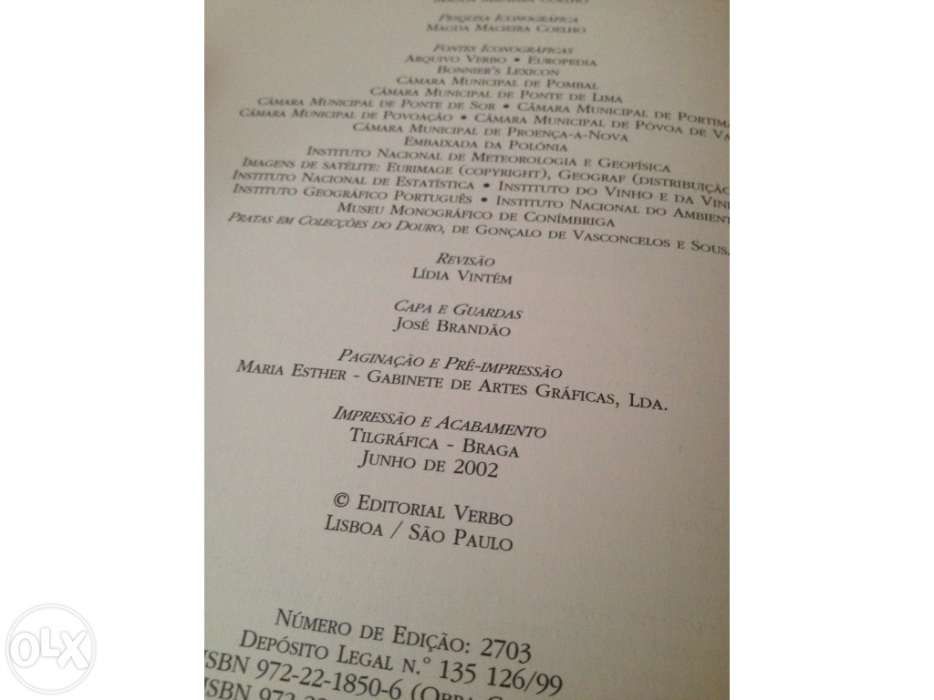 Pesquisa Iconográfica
Magda Macieira Coelho
Fontes Iconográficas
Arquivo Verbo • Europedia
Bonnier's Lexicon
Câmara Municipal de Pombal
Câmara Municipal de Ponte de Lima
Câmara Municipal de Ponte de Sor • Câmara Municipal de Portima
Câmara Municipal de Povoação • Câmara Municipal de Póvoa de Va
Câmara Municipal de Proença-a-Nova
Embaixada da Polónia
Instituto Nacional de Meteorologia e Geofísica
Imagens de satélite: Eurimage (copyright), Geograf (distribuiçã
Instituto Nacional de Estatística • Instituto do Vinho e da Vin
Instituto Geográfico Português • Instituto Nacional do Ambient
Museu Monográfico de Conímbriga
Pratas em Colecções do Douro, de Gonçalo de Vasconcelos e Sousa
Revisão
Lídia Vintém
Capa e Guardas
José Brandão
Paginação e Pré-impressão
Maria Esther - Gabinete de Artes Gráficas, Lda.
Impressão e Acabamento
Tilgráfica - Braga
Junho de 2002
© Editorial Verbo
Lisboa / São Paulo
Número de Edição: 2703
Depósito Legal n.° 135 126/99
ISBN 972-22-1850-6 (Obra
OLX